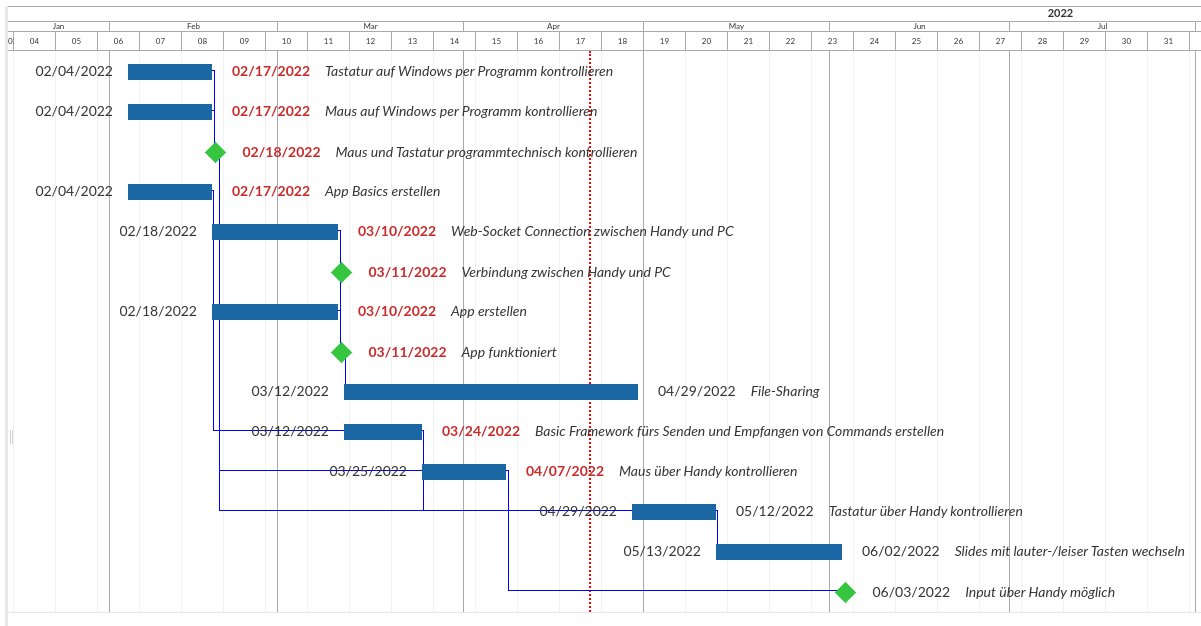 2022
Jan Feb Mar Apr May Jun Jul
0 04 05 06 07 08 09 10 11 12 13 14 15 16 17 18 19 20 21 22 23 24 25 26 27 28 29 30 31
02/04/2022 02/17/2022 Tastatur auf Windows per Programm kontrollieren
02/04/2022 02/17/2022 Maus auf Windows per Programm kontrollieren
02/18/2022 Maus und Tastatur programmtechnisch kontrollieren
02/04/2022 02/17/2022 App Basics erstellen
02/18/2022 03/10/2022 Web-Socket Connection zwischen Handy und PC
03/11/2022 Verbindung zwischen Handy und PC
02/18/2022 03/10/2022 App erstellen
03/11/2022 App funktioniert
03/12/2022 04/29/2022 File-Sharing
03/12/2022 03/24/2022 Basic Framework fürs Senden und Empfangen von Commands erstellen
03/25/2022 04/07/2022 Maus über Handy kontrollieren
04/29/2022 05/12/2022 Tastatur über Handy kontrollieren
05/13/2022 06/02/2022 Slides mit lauter-/leiser Tasten wechseln
06/03/2022 Input über Handy möglich